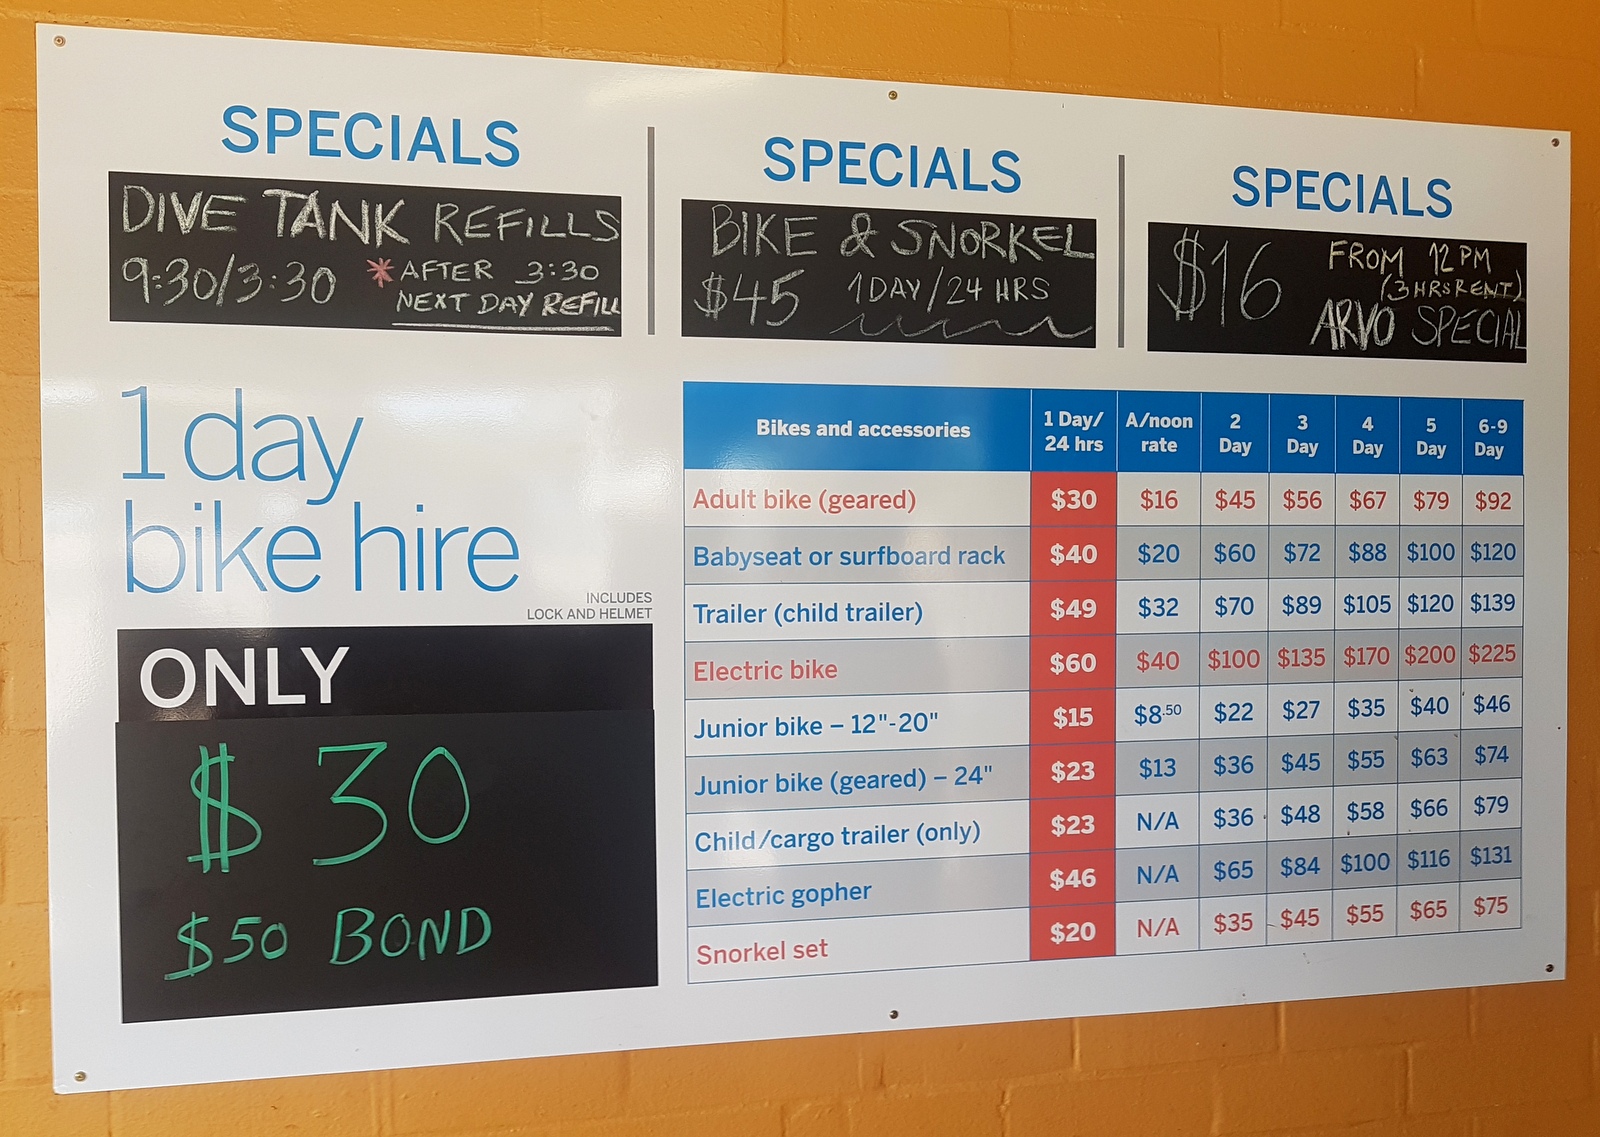 SPECIALS
DIVE TANK REFILLS
9:30/3:30 * AFTER 3:30
NEXT DAY REFILL
SPECIALS
BIKE & SNORKEL
$45 1DAY/24 HRS
SPECIALS
$16 FROM 12PM
(3HRS RENT)
ARVO SPECIAL
1 day
bike hire
INCLUDES
LOCK AND HELMET
ONLY
$30
$50 BOND
Bikes and accessories 1 Day/ 24 hrs A/noon rate 2 Day 3 Day 4 Day 5 Day 6-9 Day
Adult bike (geared) $30 $16 $45 $56 $67 $79 $92
Babyseat or surfboard rack $40 $20 $60 $72 $88 $100 $120
Trailer (child trailer) $49 $32 $70 $89 $105 $120 $139
Electric bike $60 $40 $100 $135 $170 $200 $225
Junior bike – 12"-20" $15 $8.50 $22 $27 $35 $40 $46
Junior bike (geared) – 24" $23 $13 $36 $45 $55 $63 $74
Child/cargo trailer (only) $23 N/A $36 $48 $58 $66 $79
Electric gopher $46 N/A $65 $84 $100 $116 $131
Snorkel set $20 N/A $35 $45 $55 $65 $75